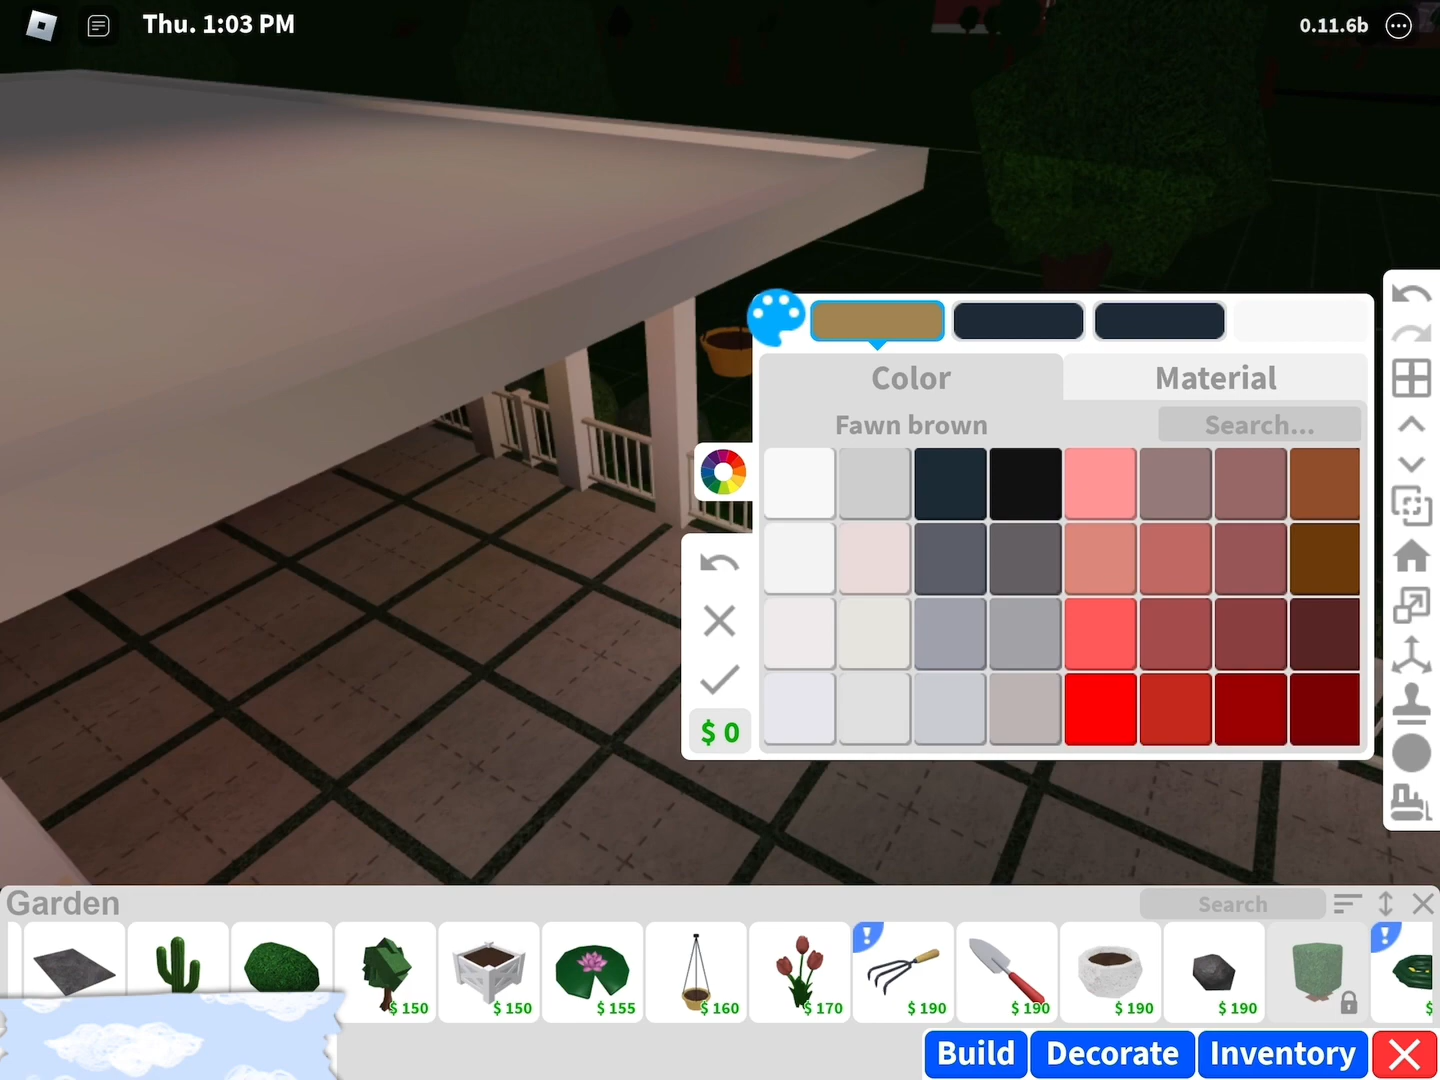 Thu. 1:03 PM
0.11.6b
Color
Material
Fawn brown
Search...
$ 0
Garden
Search
$ 150
$ 150
$ 155
$ 160
$ 170
$ 190
$ 190
$ 190
$ 190
$
Build
Decorate
Inventory